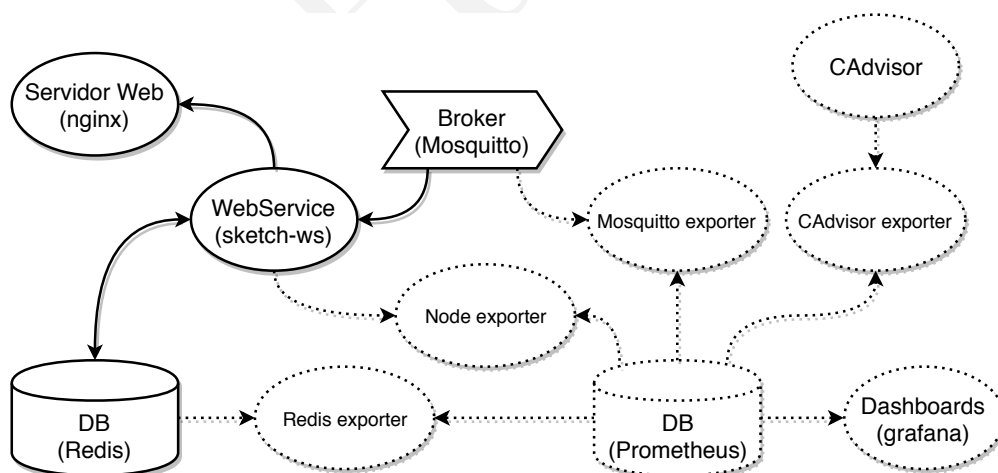 CAdvisor
Servidor Web
(nginx)
Broker
(Mosquitto)
WebService
(sketch-ws)
Mosquitto exporter
CAdvisor exporter
Node exporter
DB
(Redis)
Redis exporter
DB
(Prometheus)
Dashboards
(grafana)